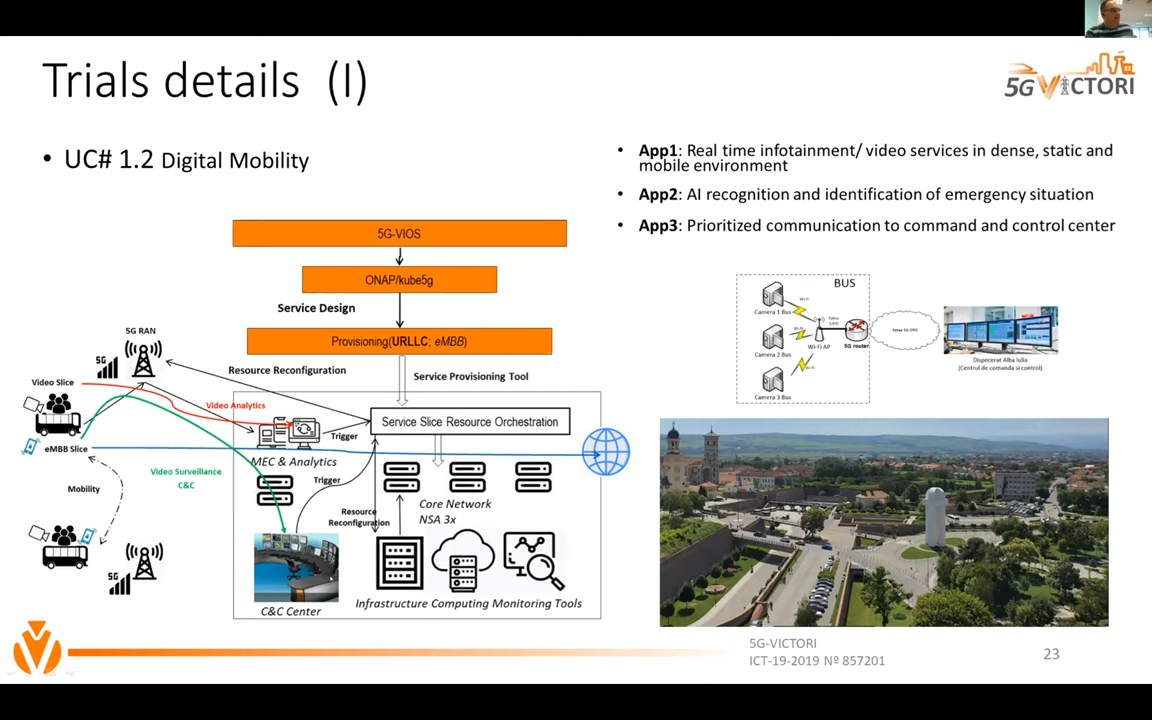 Trials details (I)
5G VICTORI
• UC# 1.2 Digital Mobility
• App1: Real time infotainment/ video services in dense, static and
mobile environment
• App2: AI recognition and identification of emergency situation
• App3: Prioritized communication to command and control center
5G-VIOS
ONAP/kube5g
Service Design
Provisioning(URLLC; eMBB)
Resource Reconfiguration
Service Provisioning Tool
5G RAN
5G
Video Slice
Video Analytics
Service Slice Resource Orchestration
eMBB Slice
Trigger
MEC & Analytics
Video Surveillance
C&C
Trigger
Mobility
Core Network
NSA 3x
Resource
Reconfiguration
5G
C&C Center
Infrastructure Computing Monitoring Tools
BUS
Camera 1 Bus
Wi-Fi
Camera 2 Bus
Wi-Fi
Wi-Fi AP
(LAN)
5G router
Camera 3 Bus
Wi-Fi
Dispecerat Alba Iulia
(Centrul de comanda si control)
5G-VICTORI
ICT-19-2019 Nº 857201
23